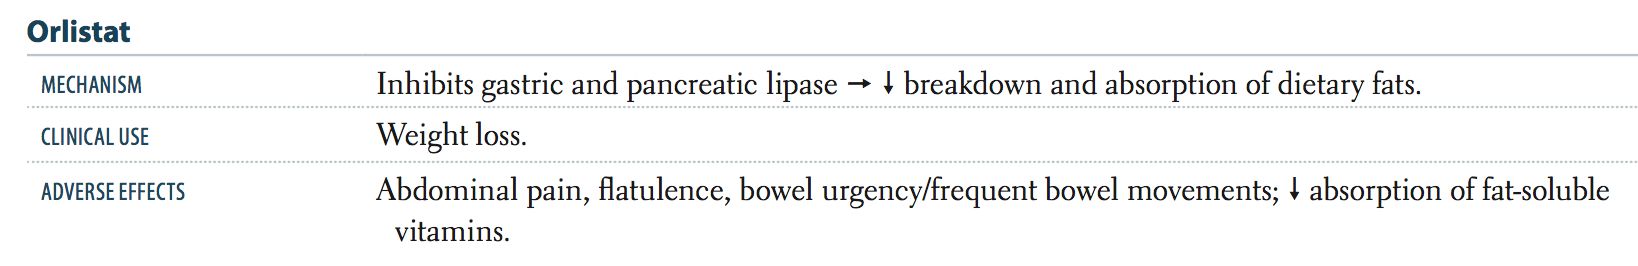 Orlistat
MECHANISM Inhibits gastric and pancreatic lipase → ↓ breakdown and absorption of dietary fats.
CLINICAL USE Weight loss.
ADVERSE EFFECTS Abdominal pain, flatulence, bowel urgency/frequent bowel movements; ↓ absorption of fat-soluble
vitamins.